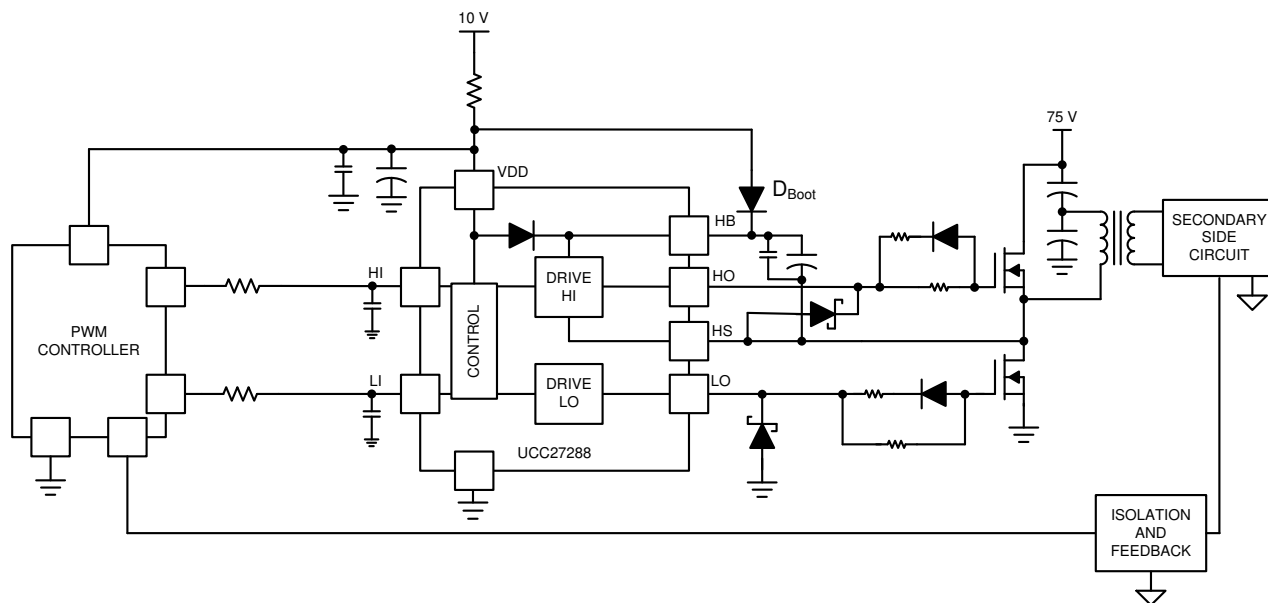 10 V
75 V
VDD
D_Boot
HB
SECONDARY
SIDE
CIRCUIT
HI
DRIVE
HI
HO
PWM
CONTROLLER
CONTROL
HS
LI
DRIVE
LO
LO
UCC27288
ISOLATION
AND
FEEDBACK